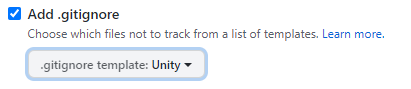 Add .gitignore
Choose which files not to track from a list of templates. Learn more.
.gitignore template: Unity